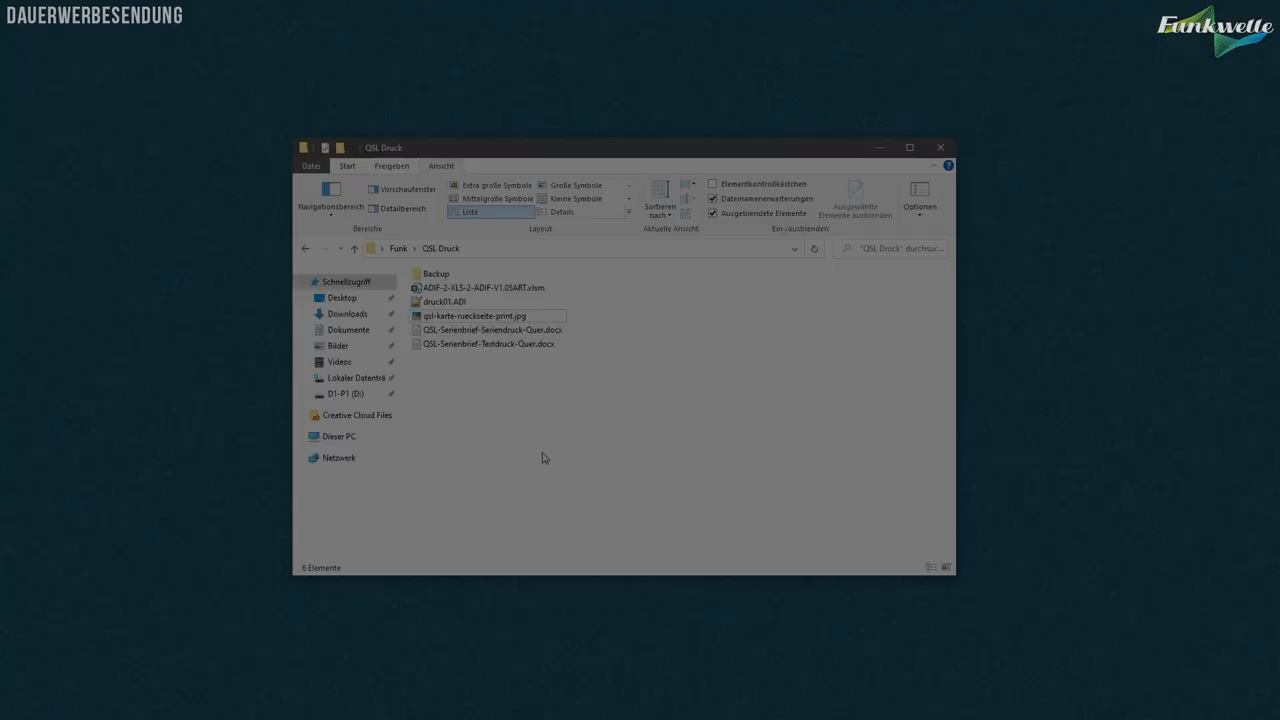 DAUERWERBESENDUNG
Funkwelle
QSL Druck
Datei Start Freigeben Ansicht
Navigationsbereich
Vorschaufenster
Detailbereich
Bereiche
Extra große Symbole Große Symbole
Mittelgroße Symbole Kleine Symbole
Liste Details
Layout
Sortieren nach
Aktuelle Ansicht
Elementkontrollkästchen
Dateinamenerweiterungen
Ausgeblendete Elemente
Ausgewählte Elemente ausblenden
Ein-/ausblenden
Optionen
Funk > QSL Druck
"QSL Druck" durchsuc...
Schnellzugriff
Desktop
Downloads
Dokumente
Bilder
Videos
Lokaler Datenträ
D1-P1 (D:)
Creative Cloud Files
Dieser PC
Netzwerk
Backup
ADIF-2-XLS-2-ADIF-V1.05ART.xlsm
druck01.ADI
qsl-karte-rueckseite-print.jpg
QSL-Serienbrief-Seriendruck-Quer.docx
QSL-Serienbrief-Testdruck-Quer.docx
6 Elemente